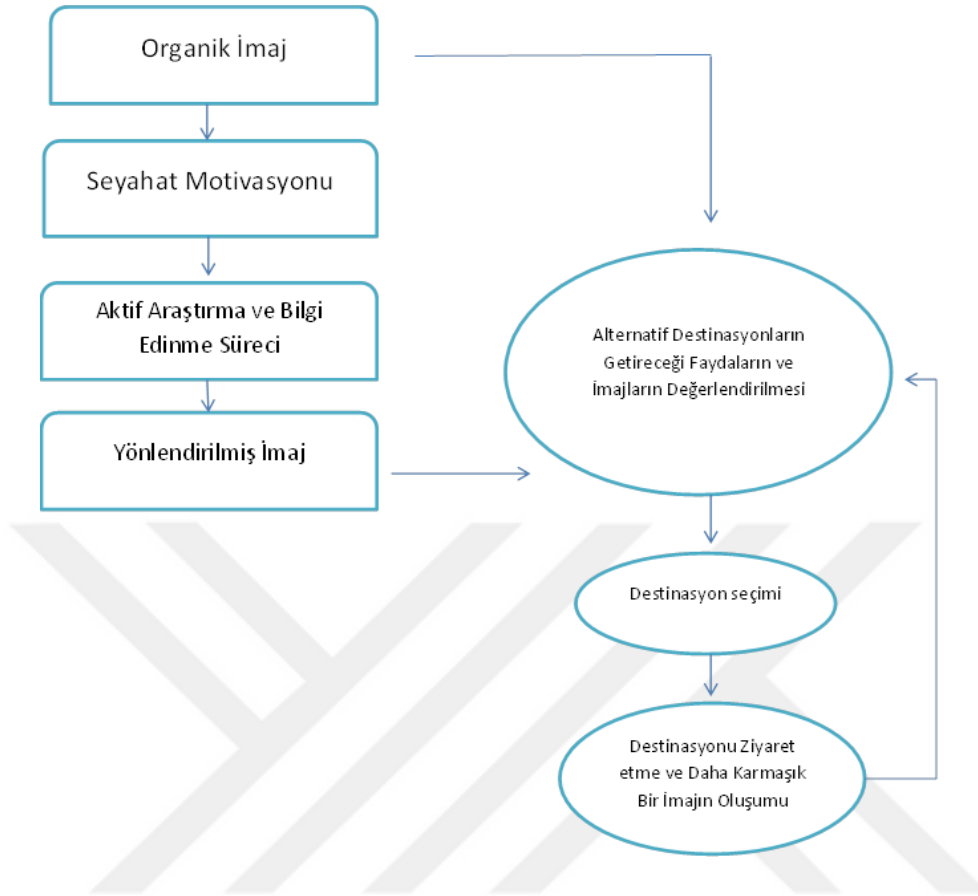 Organik İmaj
Seyahat Motivasyonu
Aktif Araştırma ve Bilgi
Edinme Süreci
Yönlendirilmiş İmaj
Alternatif Destinasyonların
Getireceği Faydaların ve
İmajların Değerlendirilmesi
Destinasyon seçimi
Destinasyonu Ziyaret
etme ve Daha Karmaşık
Bir İmajın Oluşumu